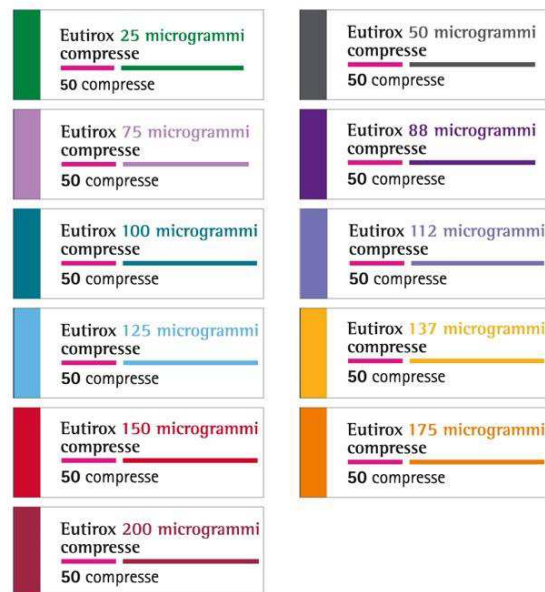 Eutirox 25 microgrammi
compresse
50 compresse
Eutirox 50 microgrammi
compresse
50 compresse
Eutirox 75 microgrammi
compresse
50 compresse
Eutirox 88 microgrammi
compresse
50 compresse
Eutirox 100 microgrammi
compresse
50 compresse
Eutirox 112 microgrammi
compresse
50 compresse
Eutirox 125 microgrammi
compresse
50 compresse
Eutirox 137 microgrammi
compresse
50 compresse
Eutirox 150 microgrammi
compresse
50 compresse
Eutirox 175 microgrammi
compresse
50 compresse
Eutirox 200 microgrammi
compresse
50 compresse